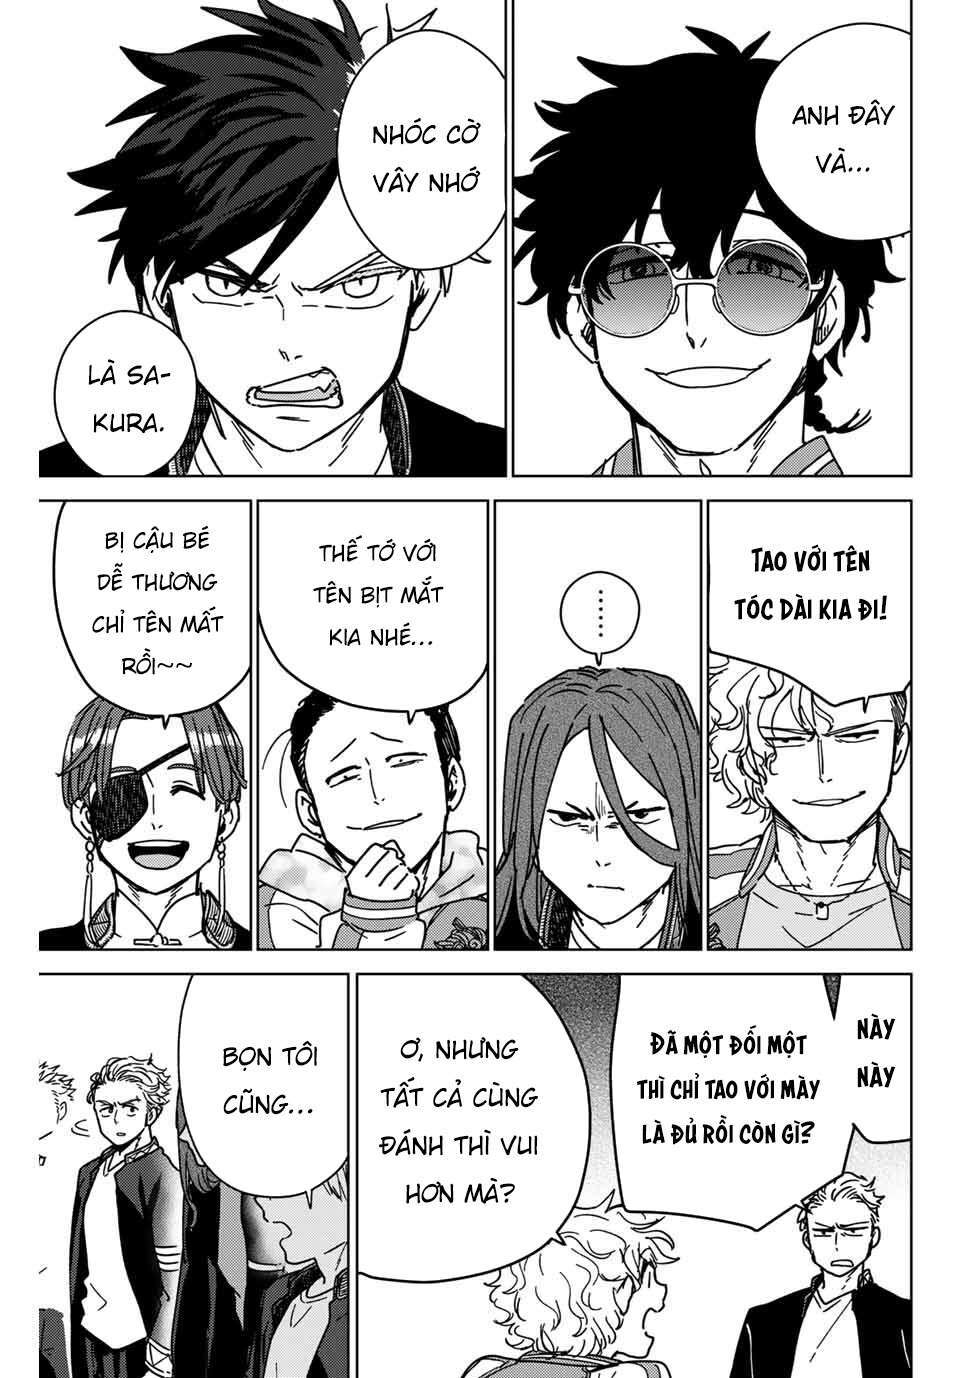 ANH ĐÂY
VÀ...
NHÓC CỜ
VÂY NHỚ
LÀ SA-
KURA.
TAO VỚI TÊN
TÓC DÀI KIA ĐI!
......
THẾ TỚ VỚI
TÊN BỊT MẮT
KIA NHÉ...
BỊ CẬU BÉ
DỄ THƯƠNG
CHỈ TÊN MẤT
RỒI~~
NÀY
NÀY
ĐÃ MỘT ĐỐI MỘT
THÌ CHỈ TAO VỚI MÀY
LÀ ĐỦ RỒI CÒN GÌ?
Ơ, NHƯNG
TẤT CẢ CÙNG
ĐÁNH THÌ VUI
HƠN MÀ?
BỌN TÔI
CŨNG...